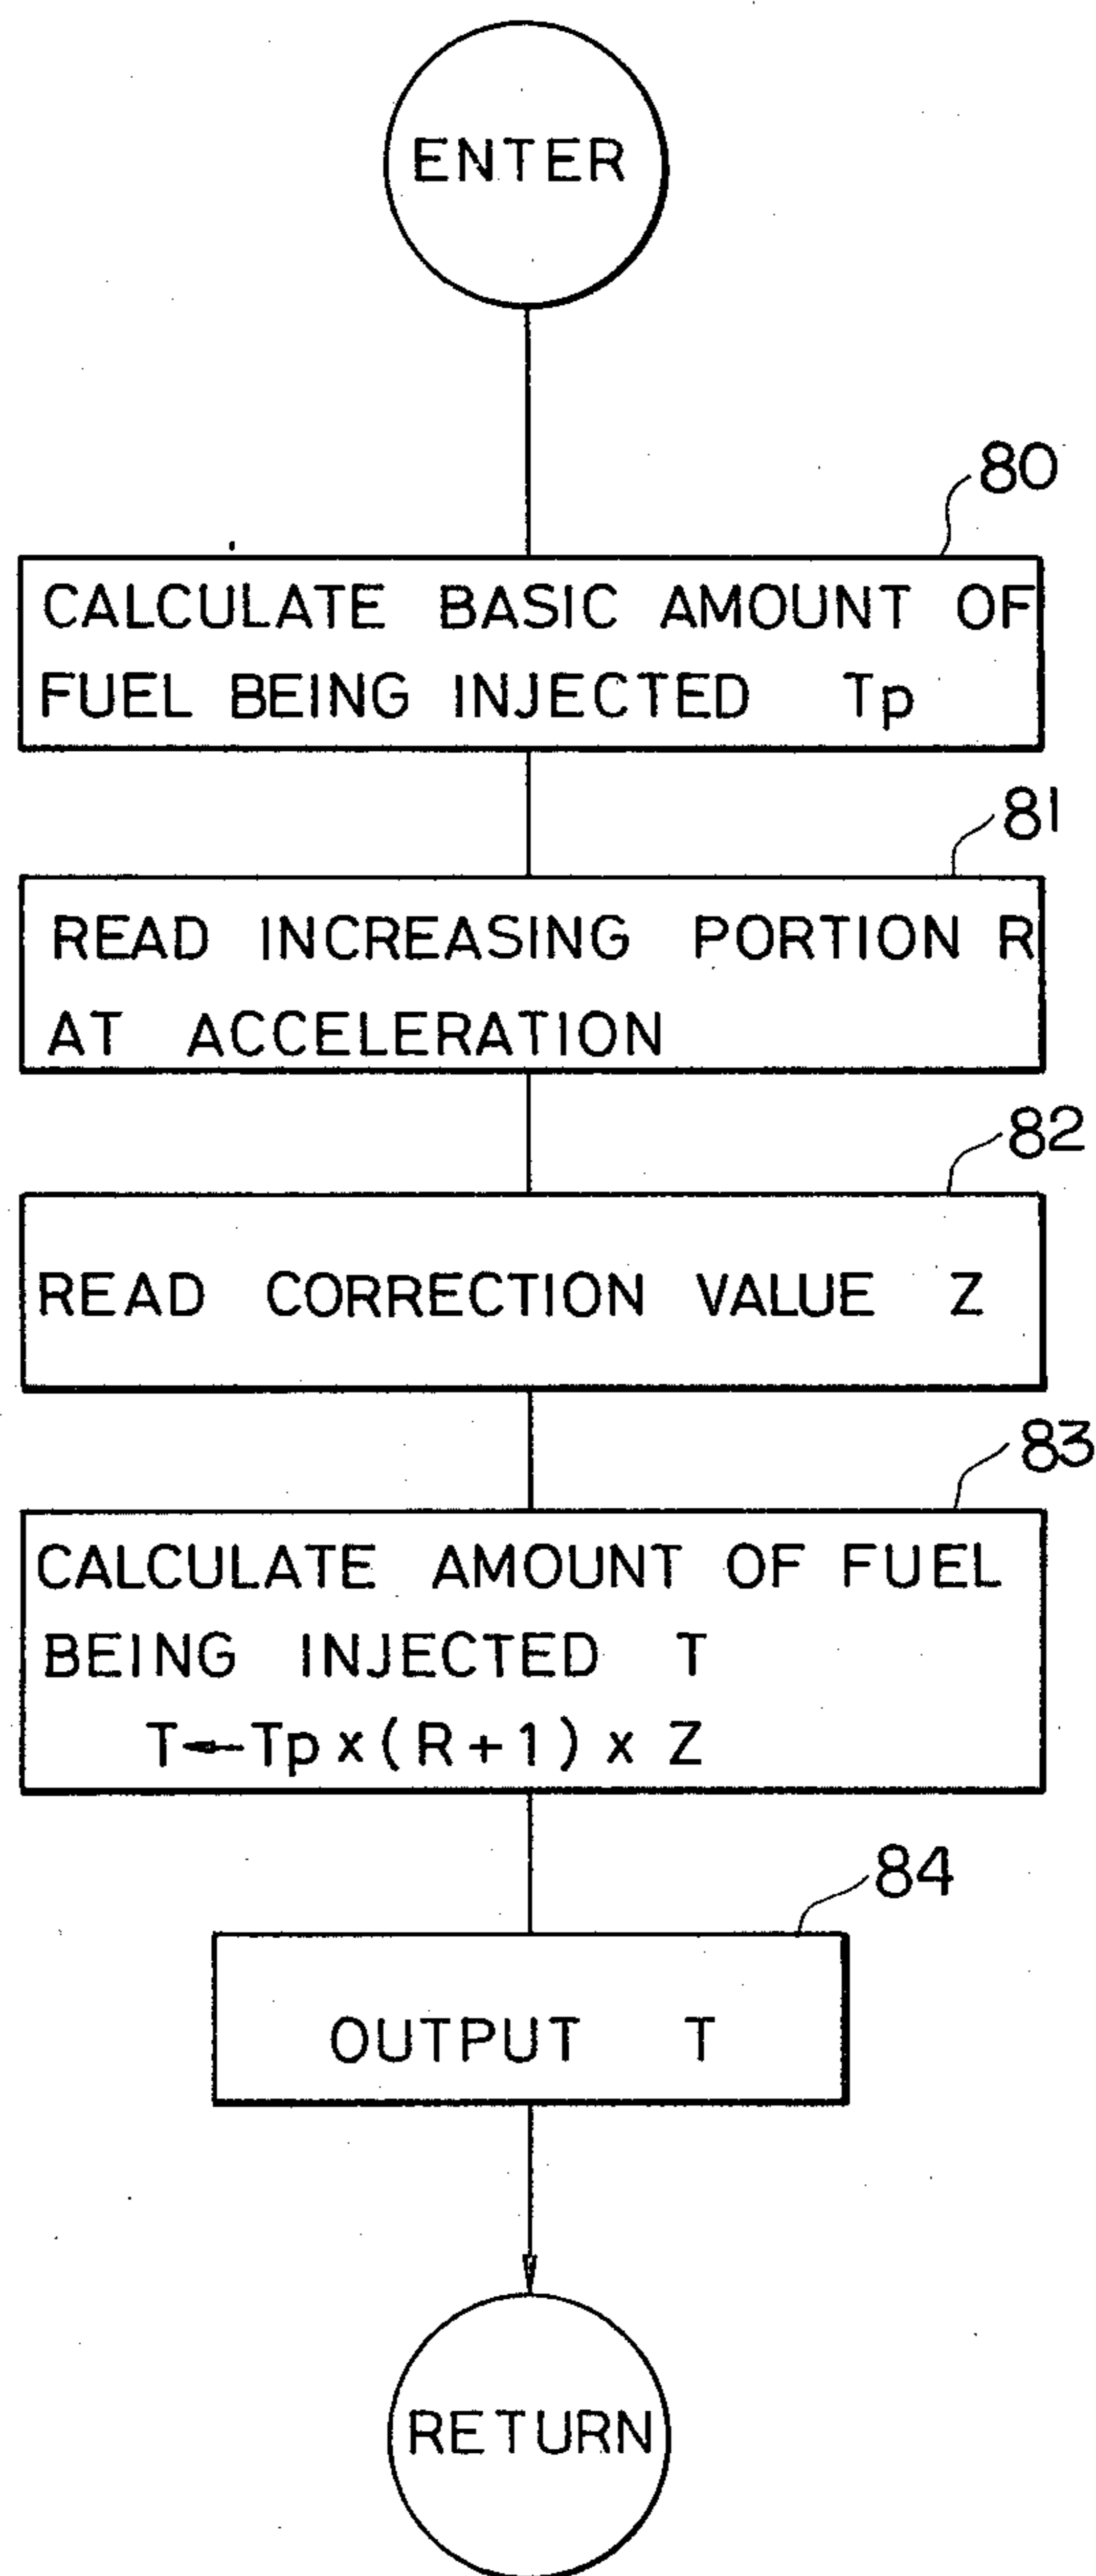 ENTER
80
CALCULATE BASIC AMOUNT OF
FUEL BEING INJECTED Tp
81
READ INCREASING PORTION R
AT ACCELERATION
82
READ CORRECTION VALUE Z
83
CALCULATE AMOUNT OF FUEL
BEING INJECTED T
T←Tp x (R+1) x Z
84
OUTPUT T
RETURN